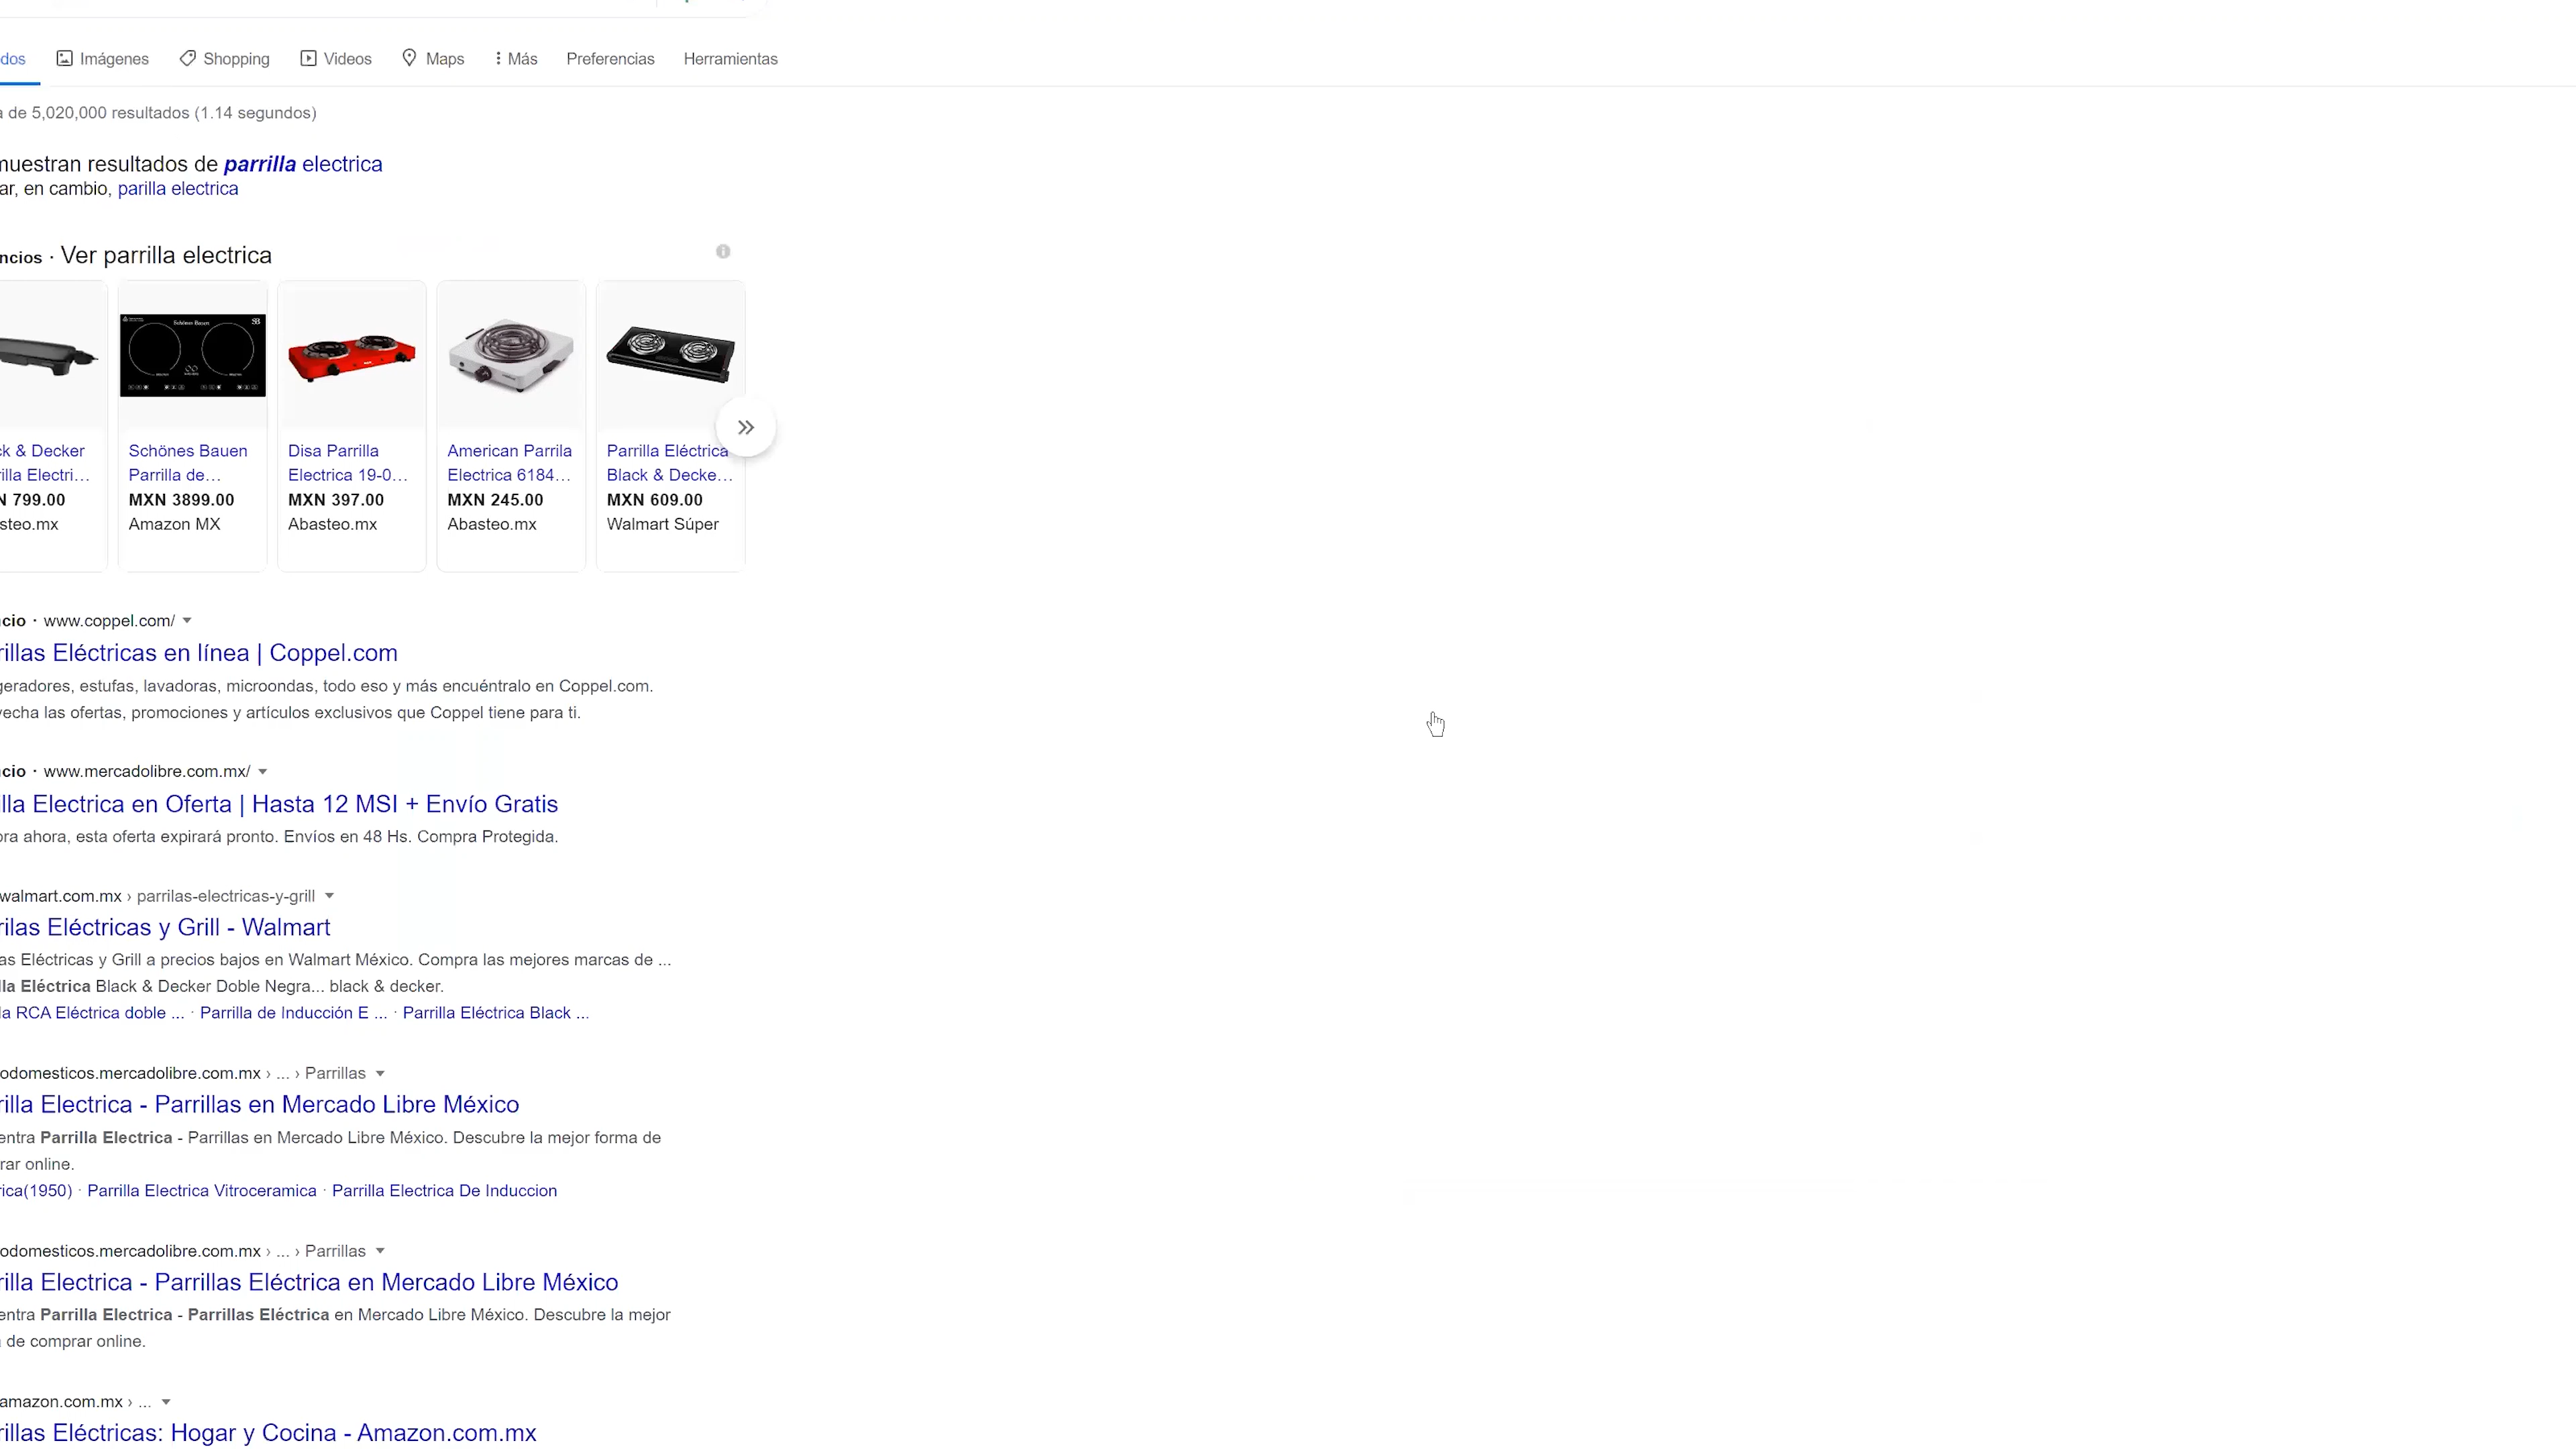 dos Imágenes Shopping Videos Maps Más Preferencias Herramientas
a de 5,020,000 resultados (1.14 segundos)
muestran resultados de parrilla electrica
ar, en cambio, parilla electrica
ncios · Ver parrilla electrica
Schönes Bauen
SB
ck & Decker
illa Electri...
N 799.00
steo.mx
Schönes Bauen
Parrilla de...
MXN 3899.00
Amazon MX
Disa Parrilla
Electrica 19-0...
MXN 397.00
Abasteo.mx
American Parrila
Electrica 6184...
MXN 245.00
Abasteo.mx
Parrilla Eléctrica
Black & Decke...
MXN 609.00
Walmart Súper
cio · www.coppel.com/
rillas Eléctricas en línea | Coppel.com
geradores, estufas, lavadoras, microondas, todo eso y más encuéntralo en Coppel.com.
vecha las ofertas, promociones y artículos exclusivos que Coppel tiene para ti.
cio · www.mercadolibre.com.mx/
lla Electrica en Oferta | Hasta 12 MSI + Envío Gratis
ora ahora, esta oferta expirará pronto. Envíos en 48 Hs. Compra Protegida.
walmart.com.mx › parrilas-electricas-y-grill
rilas Eléctricas y Grill - Walmart
as Eléctricas y Grill a precios bajos en Walmart México. Compra las mejores marcas de ...
lla Eléctrica Black & Decker Doble Negra... black & decker.
la RCA Eléctrica doble ... · Parrilla de Inducción E ... · Parrilla Eléctrica Black ...
odomesticos.mercadolibre.com.mx › ... › Parrillas
rilla Electrica - Parrillas en Mercado Libre México
entra Parrilla Electrica - Parrillas en Mercado Libre México. Descubre la mejor forma de
rar online.
rica(1950) · Parrilla Electrica Vitroceramica · Parrilla Electrica De Induccion
odomesticos.mercadolibre.com.mx › ... › Parrillas
rilla Electrica - Parrillas Eléctrica en Mercado Libre México
entra Parrilla Electrica - Parrillas Eléctrica en Mercado Libre México. Descubre la mejor
a de comprar online.
amazon.com.mx › ...
rillas Eléctricas: Hogar y Cocina - Amazon.com.mx